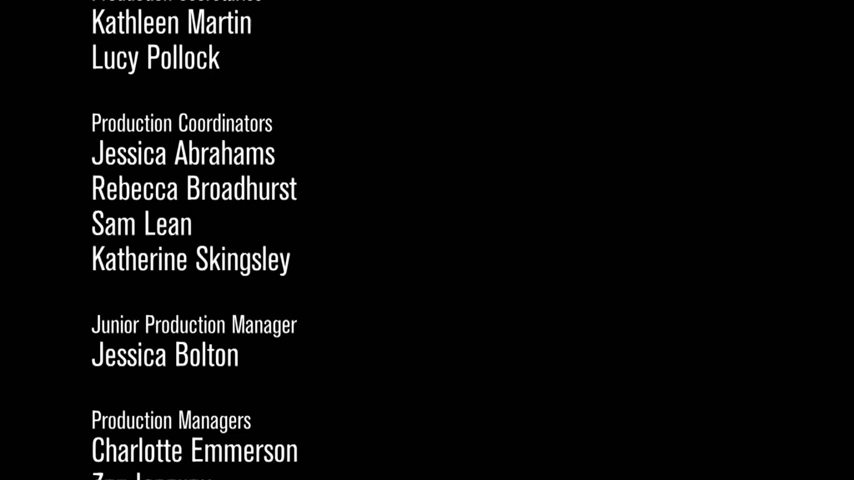 Kathleen Martin
Lucy Pollock
Production Coordinators
Jessica Abrahams
Rebecca Broadhurst
Sam Lean
Katherine Skingsley
Junior Production Manager
Jessica Bolton
Production Managers
Charlotte Emmerson